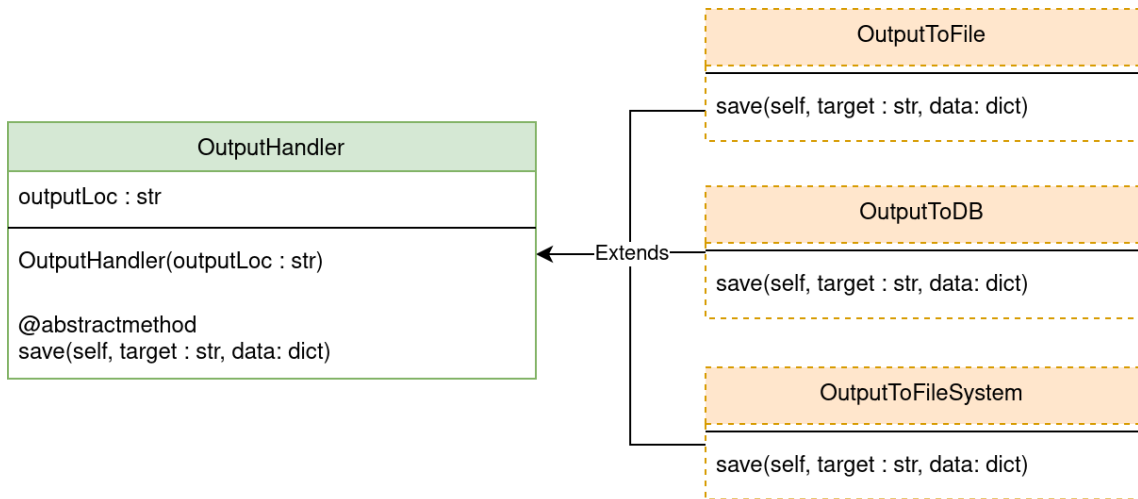 OutputHandler
outputLoc : str
OutputHandler(outputLoc : str)
@abstractmethod
save(self, target : str, data: dict)
Extends
OutputToFile
save(self, target : str, data: dict)
OutputToDB
save(self, target : str, data: dict)
OutputToFileSystem
save(self, target : str, data: dict)